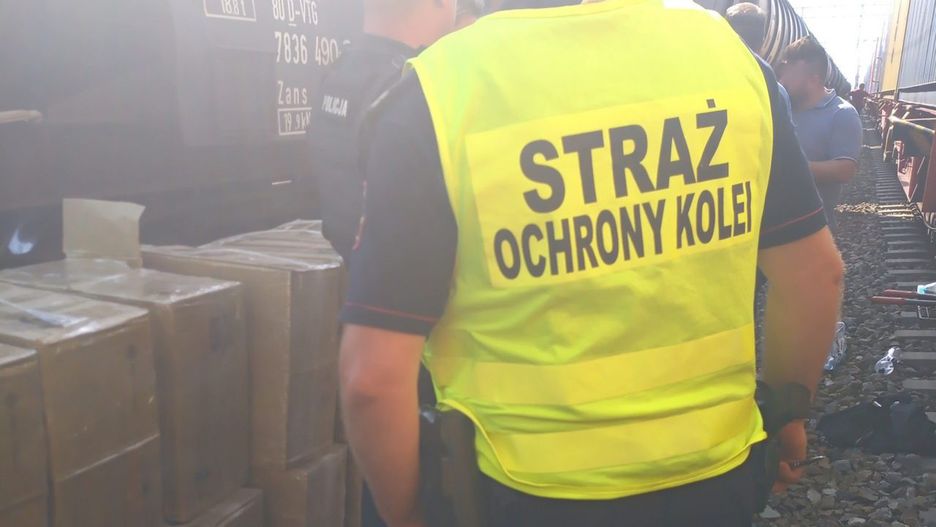 80 D-VTG
7836 490
Zans
POLICJA
STRAŻ
OCHRONY KOLEI